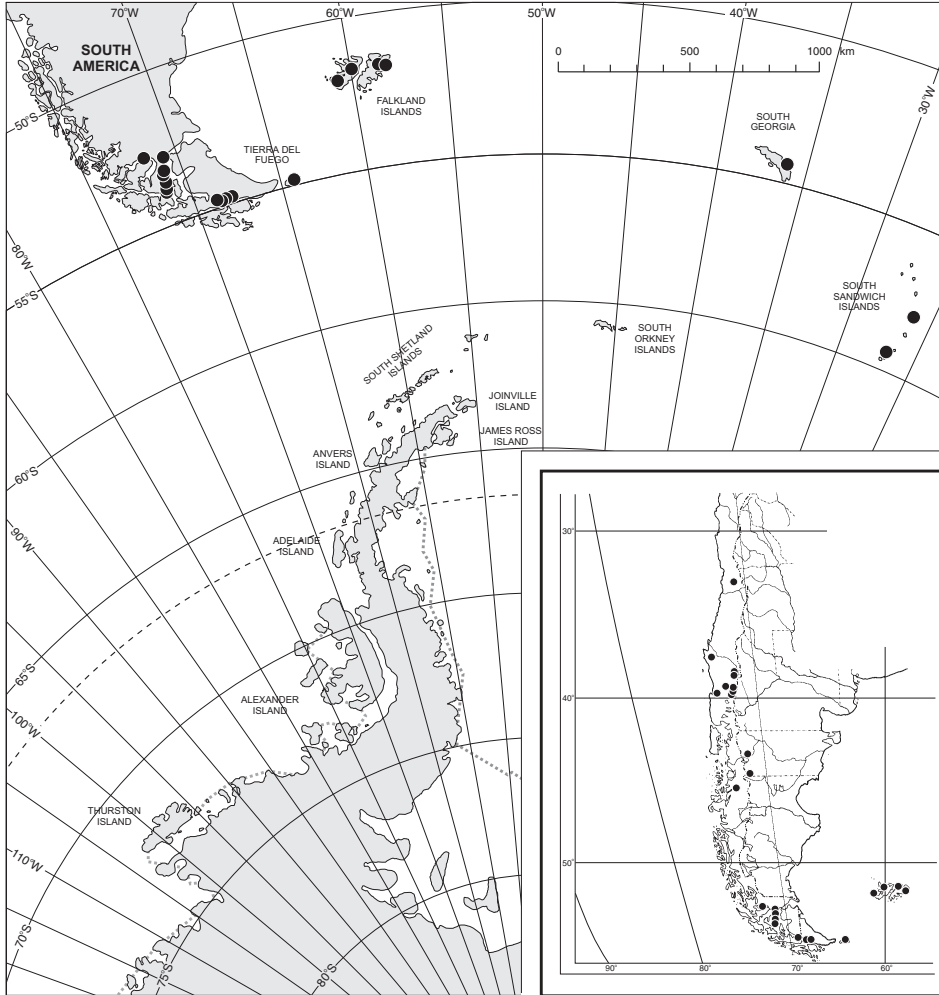 70°W
60°W
50°W
40°W
30°W
SOUTH
AMERICA
0
500
1000 km
50°S
FALKLAND
ISLANDS
SOUTH
GEORGIA
TIERRA DEL
FUEGO
80°W
55°S
SOUTH
SANDWICH
ISLANDS
SOUTH
ORKNEY
ISLANDS
SOUTH SHETLAND
ISLANDS
JOINVILLE
ISLAND
JAMES ROSS
ISLAND
ANVERS
ISLAND
60°S
90°W
ADELAIDE
ISLAND
65°S
100°W
ALEXANDER
ISLAND
THURSTON
ISLAND
110°W
70°S
75°S
80°S
30°
40°
50°
90°
80°
70°
60°